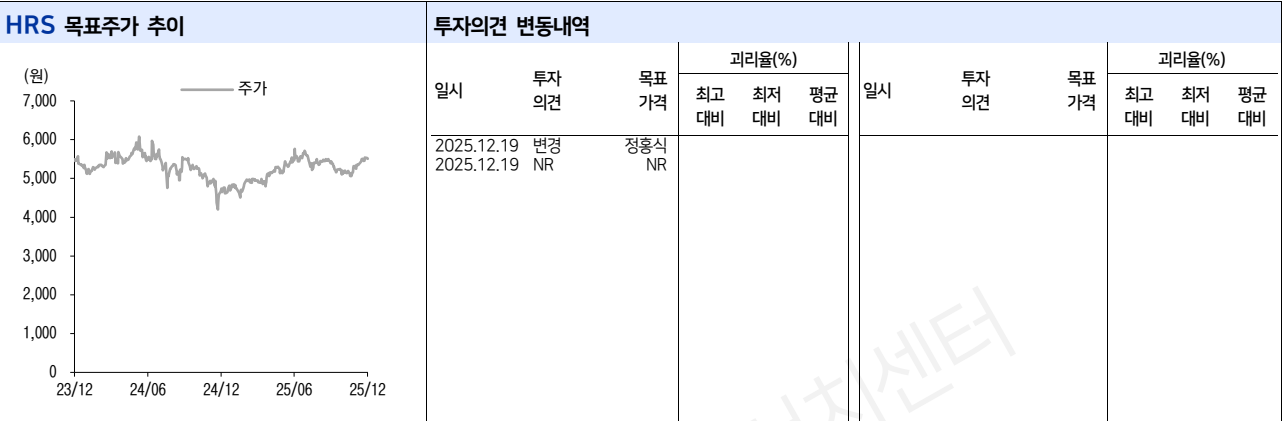 HRS 목표주가 추이
투자의견 변동내역
(원)
주가
7,000
6,000
5,000
4,000
3,000
2,000
1,000
0
23/12 24/06 24/12 25/06 25/12
일시 투자의견 목표가격 괴리율(%)
최고대비 최저대비 평균대비
일시 투자의견 목표가격 괴리율(%)
최고대비 최저대비 평균대비
2025.12.19 변경 정홍식
2025.12.19 NR NR